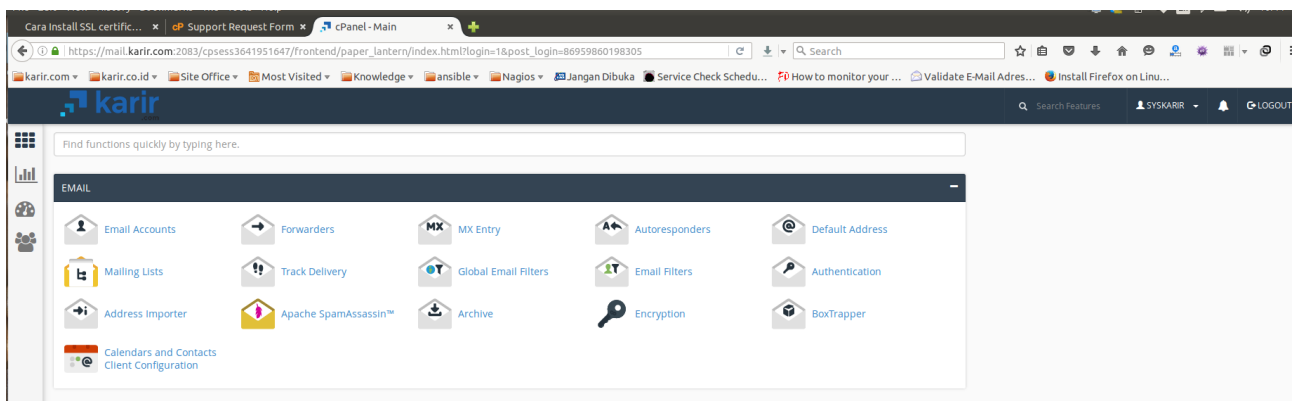 Cara Install SSL certific... × cP Support Request Form × cPanel - Main ×
https://mail.karir.com:2083/cpsess3641951647/frontend/paper_lantern/index.html?login=1&post_login=86959860198305 Search
karir.com karir.co.id Site Office Most Visited Knowledge ansible Nagios Jangan Dibuka Service Check Schedu... How to monitor your ... Validate E-Mail Adres... Install Firefox on Linu...
karir Search Features SYSKARIR LOGOUT
Find functions quickly by typing here.
EMAIL
Email Accounts Forwarders MX MX Entry Autoresponders Default Address
Mailing Lists Track Delivery Global Email Filters Email Filters Authentication
Address Importer Apache SpamAssassin™ Archive Encryption BoxTrapper
Calendars and Contacts
Client Configuration